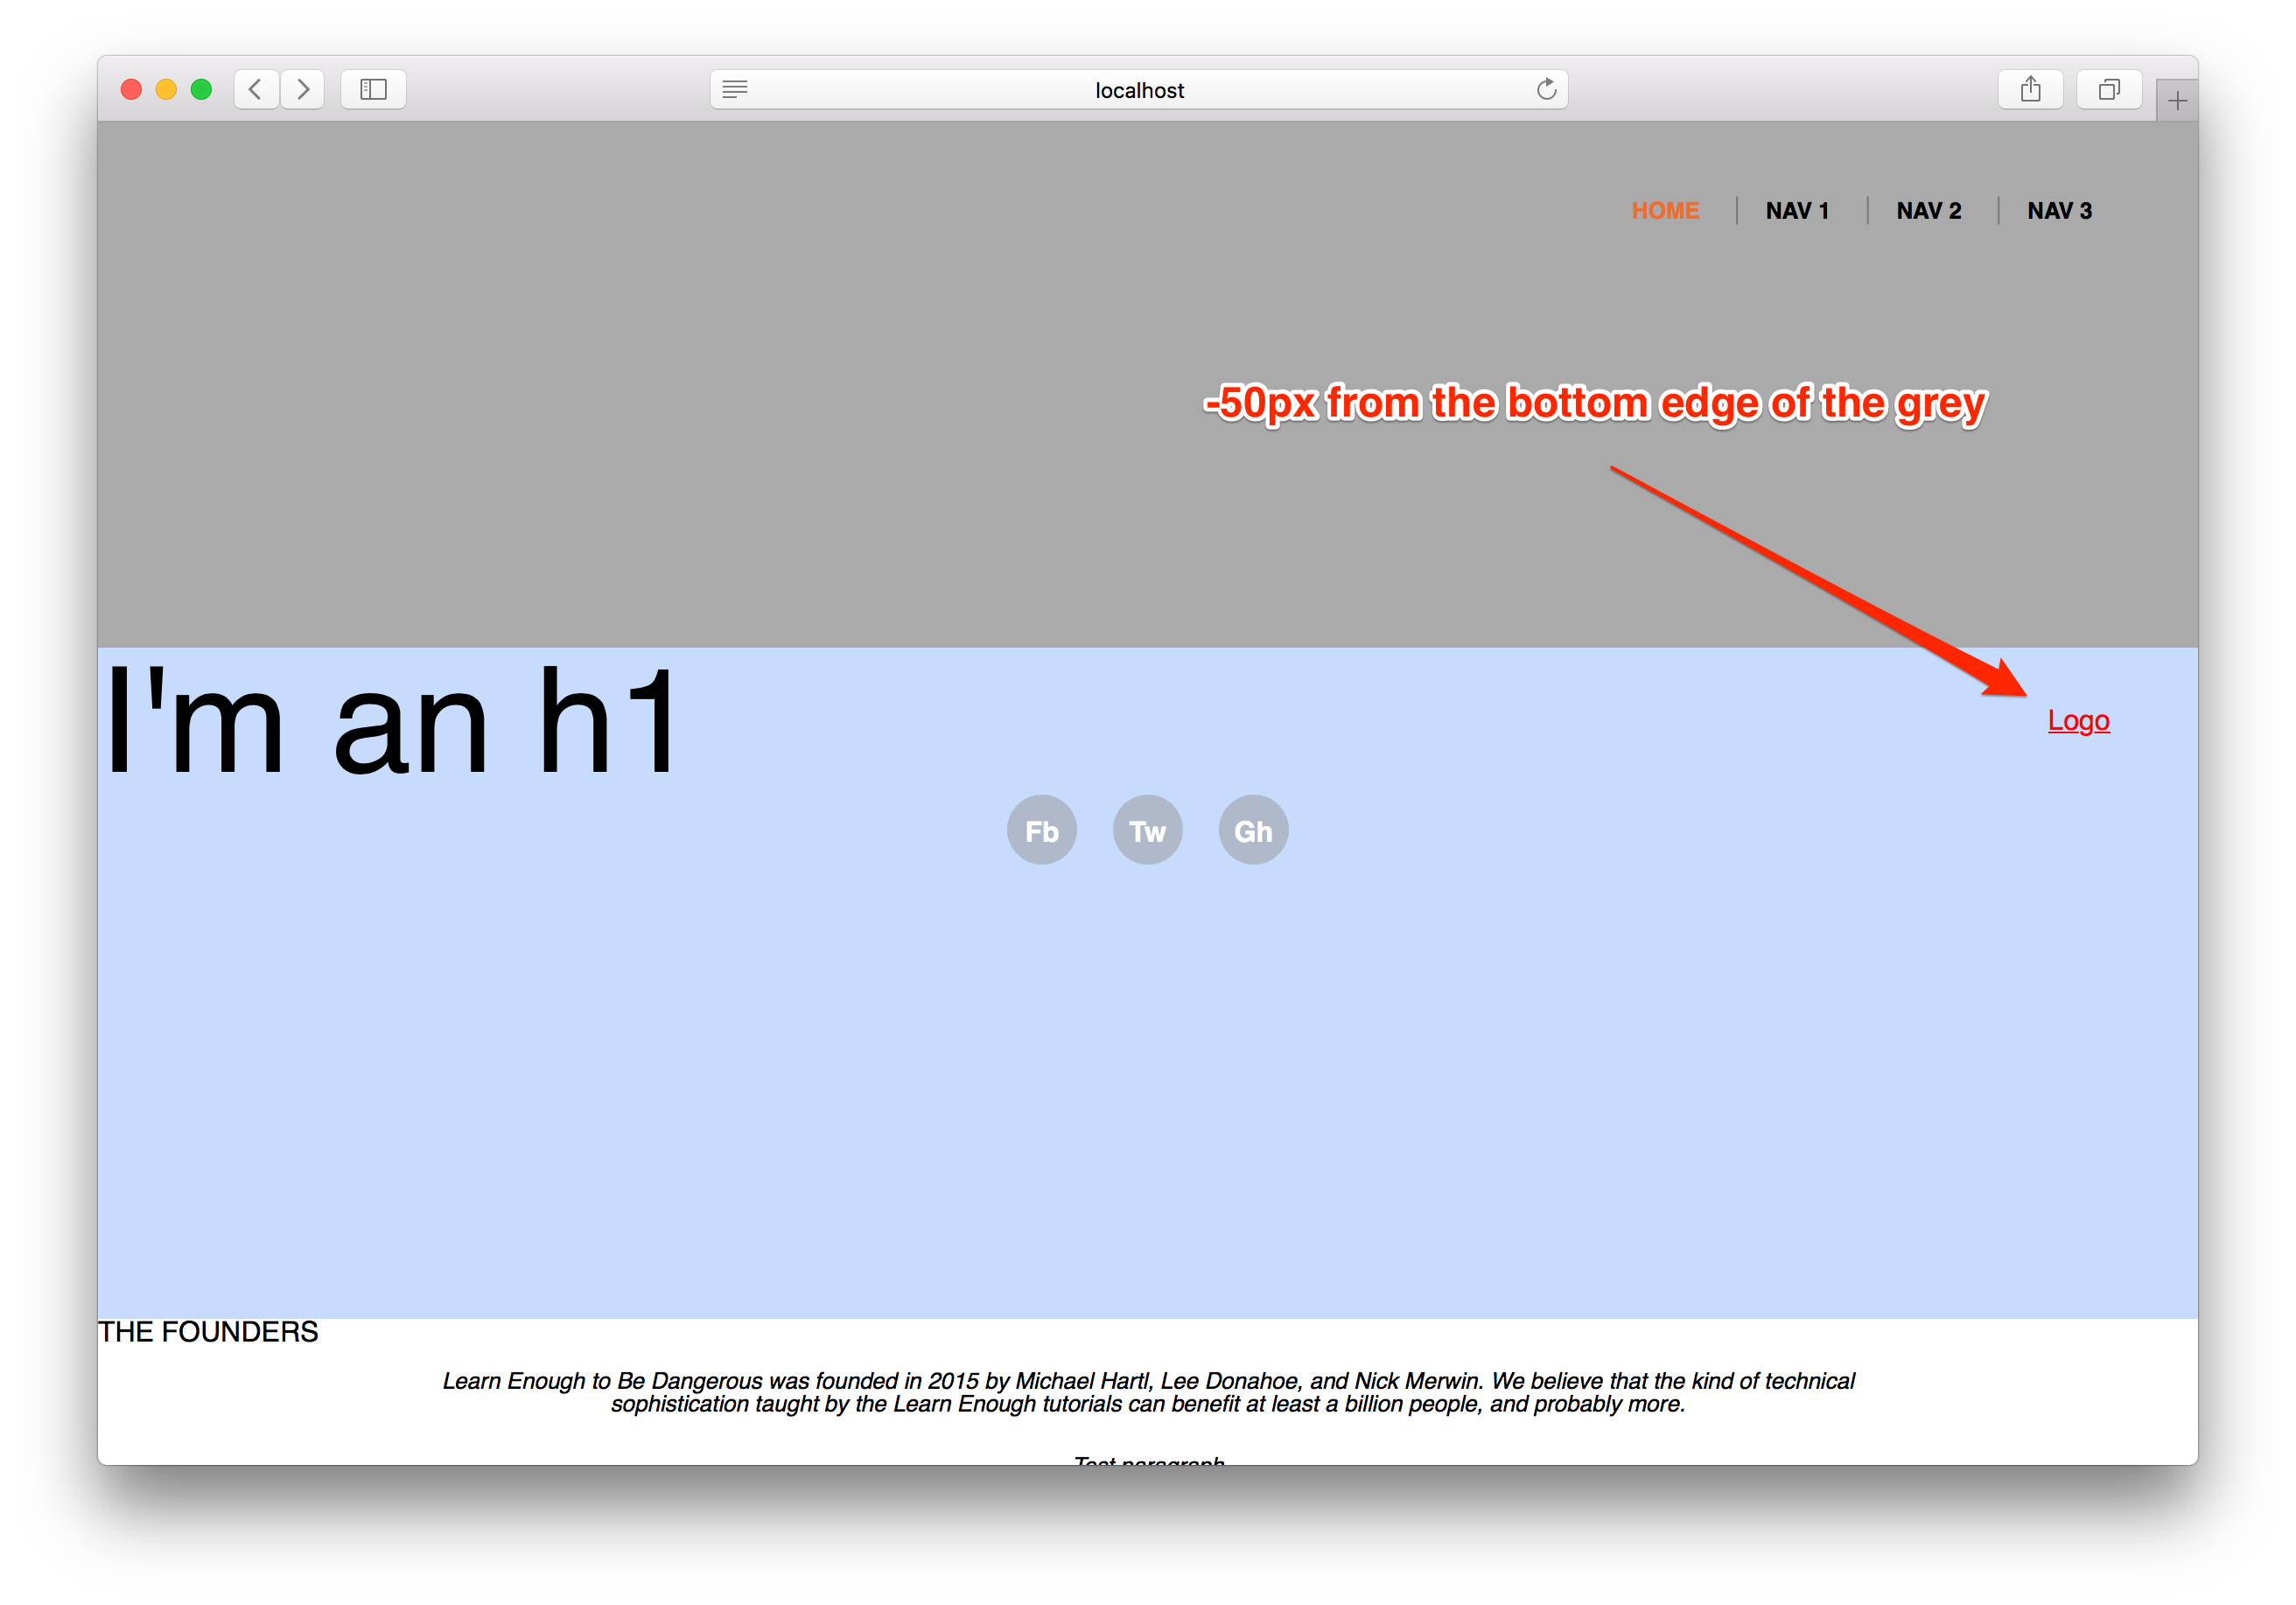 localhost
HOME NAV 1 NAV 2 NAV 3
-50px from the bottom edge of the grey
I'm an h1
Logo
Fb Tw Gh
THE FOUNDERS
Learn Enough to Be Dangerous was founded in 2015 by Michael Hartl, Lee Donahoe, and Nick Merwin. We believe that the kind of technical
sophistication taught by the Learn Enough tutorials can benefit at least a billion people, and probably more.
Test paragraph